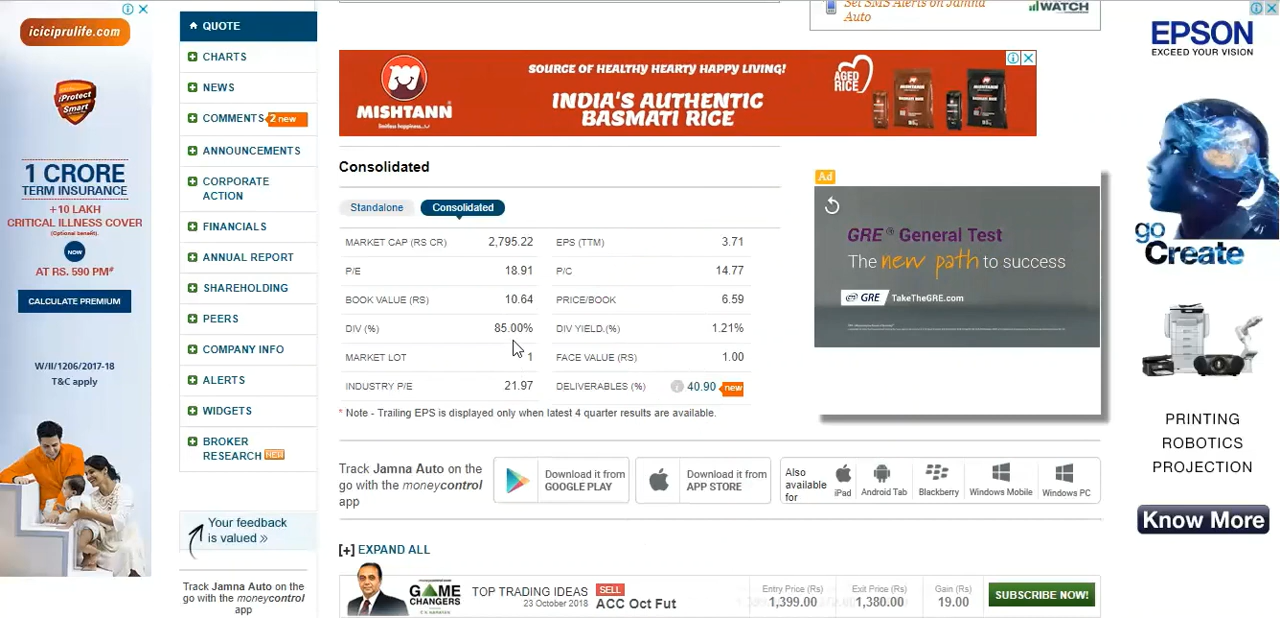 iciciprulife.com
iProtect
Smart
1 CRORE
TERM INSURANCE
+10 LAKH
CRITICAL ILLNESS COVER
(Optional benefit)
NOW
AT RS. 590 PM#
CALCULATE PREMIUM
W/II/1206/2017-18
T&C apply
QUOTE
CHARTS
NEWS
COMMENTS 2 new
ANNOUNCEMENTS
CORPORATE
ACTION
FINANCIALS
ANNUAL REPORT
SHAREHOLDING
PEERS
COMPANY INFO
ALERTS
WIDGETS
BROKER
RESEARCH NEW
Your feedback
is valued »
Track Jamna Auto on the
go with the moneycontrol
app
Set SMS Alerts on Jamna
Auto
WATCH
MISHTANN
limitless happiness...
SOURCE OF HEALTHY HEARTY HAPPY LIVING!
INDIA'S AUTHENTIC
BASMATI RICE
AGED
RICE
Consolidated
Standalone Consolidated
MARKET CAP (RS CR) 2,795.22 EPS (TTM) 3.71
P/E 18.91 P/C 14.77
BOOK VALUE (RS) 10.64 PRICE/BOOK 6.59
DIV (%) 85.00% DIV YIELD.(%) 1.21%
MARKET LOT 1 FACE VALUE (RS) 1.00
INDUSTRY P/E 21.97 DELIVERABLES (%) 40.90 new
* Note - Trailing EPS is displayed only when latest 4 quarter results are available.
Ad
GRE® General Test
The new path to success
GRE TakeTheGRE.com
Track Jamna Auto on the
go with the moneycontrol
app
Download it from
GOOGLE PLAY
Download it from
APP STORE
Also
available
for
iPad Android Tab Blackberry Windows Mobile Windows PC
[+] EXPAND ALL
GAME
CHANGERS
TOP TRADING IDEAS SELL
23 October 2018 ACC Oct Fut
Entry Price (Rs) Exit Price (Rs) Gain (Rs)
1,399.00 1,380.00 19.00
SUBSCRIBE NOW!
EPSON
EXCEED YOUR VISION
go
Create
PRINTING
ROBOTICS
PROJECTION
Know More